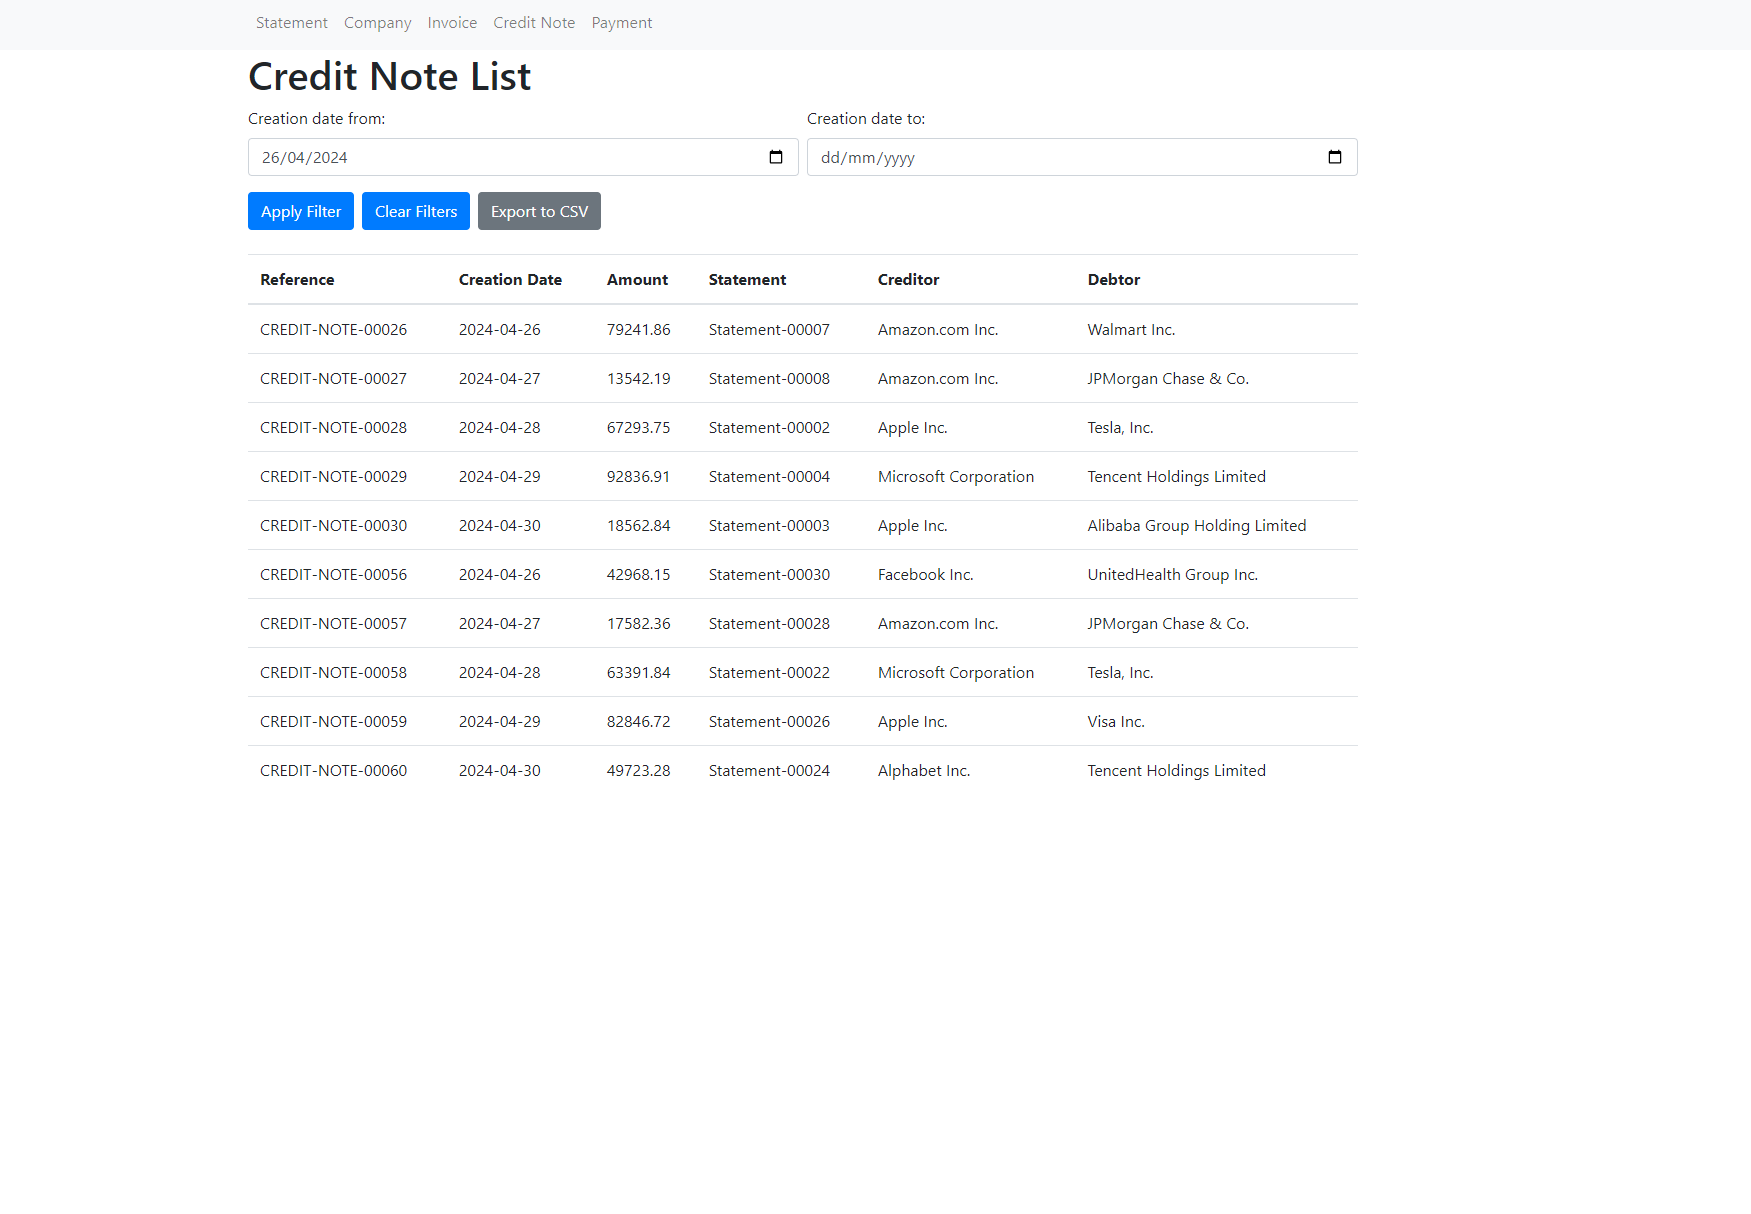 Statement Company Invoice Credit Note Payment
Credit Note List
Creation date from: Creation date to:
26/04/2024 dd/mm/yyyy
Apply Filter Clear Filters Export to CSV
Reference Creation Date Amount Statement Creditor Debtor
CREDIT-NOTE-00026 2024-04-26 79241.86 Statement-00007 Amazon.com Inc. Walmart Inc.
CREDIT-NOTE-00027 2024-04-27 13542.19 Statement-00008 Amazon.com Inc. JPMorgan Chase & Co.
CREDIT-NOTE-00028 2024-04-28 67293.75 Statement-00002 Apple Inc. Tesla, Inc.
CREDIT-NOTE-00029 2024-04-29 92836.91 Statement-00004 Microsoft Corporation Tencent Holdings Limited
CREDIT-NOTE-00030 2024-04-30 18562.84 Statement-00003 Apple Inc. Alibaba Group Holding Limited
CREDIT-NOTE-00056 2024-04-26 42968.15 Statement-00030 Facebook Inc. UnitedHealth Group Inc.
CREDIT-NOTE-00057 2024-04-27 17582.36 Statement-00028 Amazon.com Inc. JPMorgan Chase & Co.
CREDIT-NOTE-00058 2024-04-28 63391.84 Statement-00022 Microsoft Corporation Tesla, Inc.
CREDIT-NOTE-00059 2024-04-29 82846.72 Statement-00026 Apple Inc. Visa Inc.
CREDIT-NOTE-00060 2024-04-30 49723.28 Statement-00024 Alphabet Inc. Tencent Holdings Limited